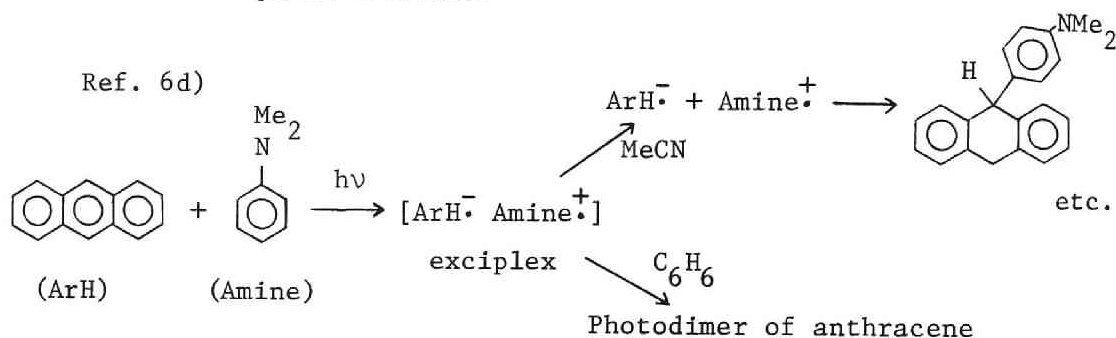 Ref. 6d)
Me2
N
(ArH)
+
(Amine)
hν
[ArH•− Amine•+]
exciplex
MeCN
ArH•− + Amine•+
H
NMe2
etc.
C6H6
Photodimer of anthracene